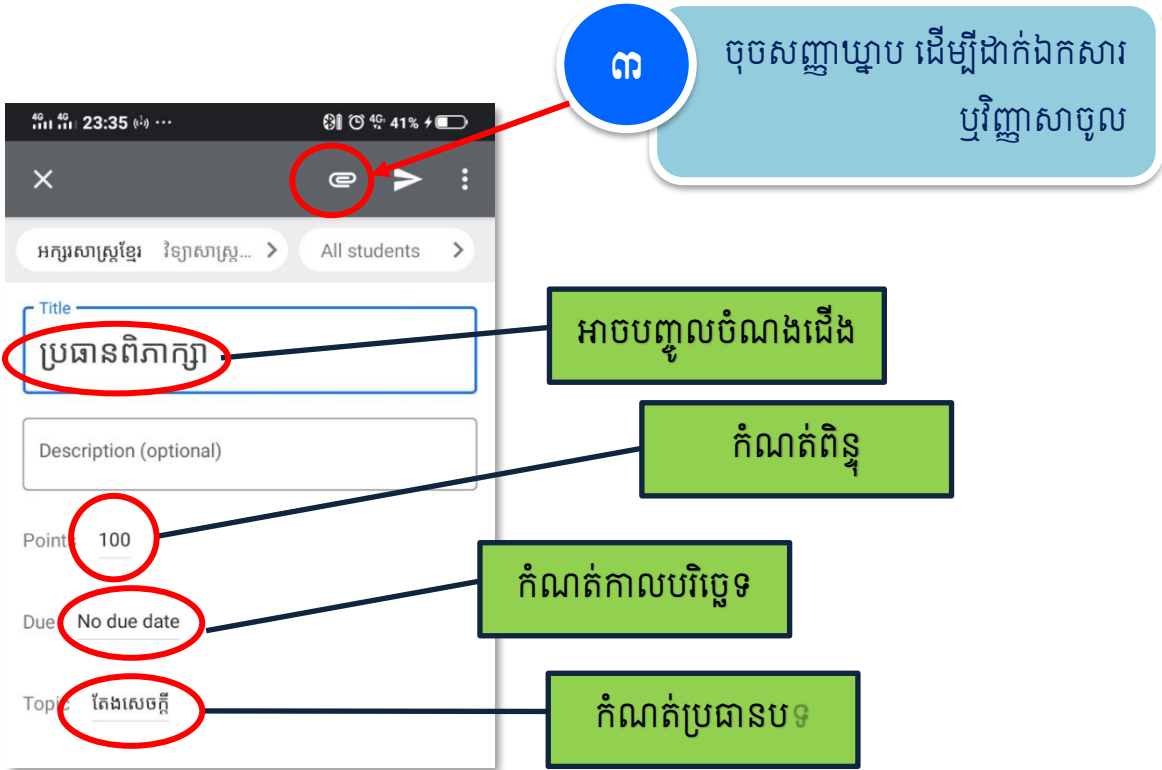 ៣
ចុចសញ្ញាឃ្នាប ដើម្បីដាក់ឯកសារ
ឬវិញ្ញាសាចូល
4G 4G 23:35 ··· 4G 41%
អក្សរសាស្ត្រខ្មែរ វិទ្យាសាស្ត្រ... All students
Title
ប្រធានពិភាក្សា
អាចបញ្ចូលចំណងជើង
Description (optional)
កំណត់ពិន្ទុ
Points 100
កំណត់កាលបរិច្ឆេទ
Due No due date
Topic តែងសេចក្តី
កំណត់ប្រធានបទ